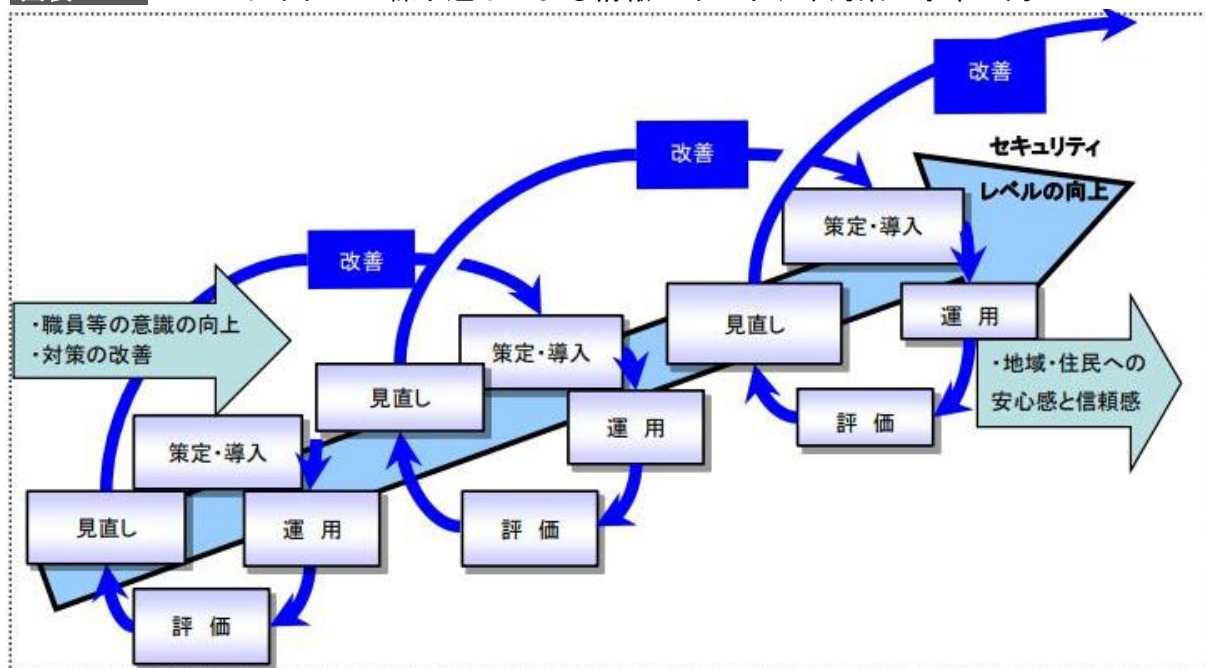 改善
セキュリティ
レベルの向上
改善
策定・導入
改善
見直し
運 用
・職員等の意識の向上
・対策の改善
策定・導入
・地域・住民への
安心感と信頼感
見直し
運 用
評 価
策定・導入
見直し
運 用
評 価
評 価